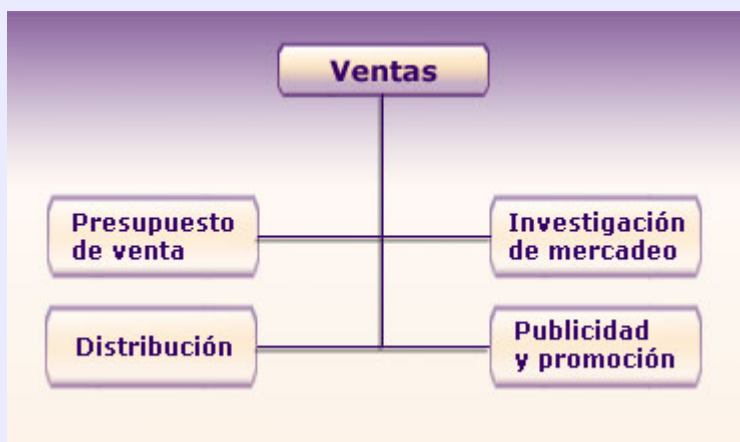 Ventas
Presupuesto
de venta
Investigación
de mercadeo
Distribución
Publicidad
y promoción